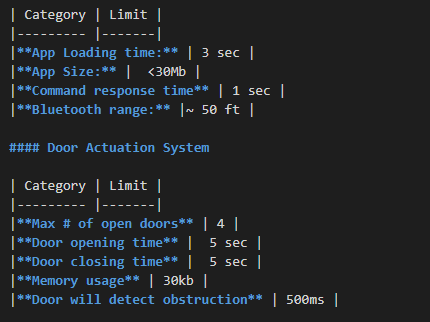 | Category | Limit |
|--------- |-------|
|**App Loading time:** | 3 sec |
|**App Size:** |  <30Mb |
|**Command response time** | 1 sec |
|**Bluetooth range:** |~ 50 ft |
#### Door Actuation System
| Category | Limit |
|--------- |-------|
|**Max # of open doors** | 4 |
|**Door opening time** |  5 sec |
|**Door closing time** |  5 sec |
|**Memory usage** | 30kb |
|**Door will detect obstruction** | 500ms |